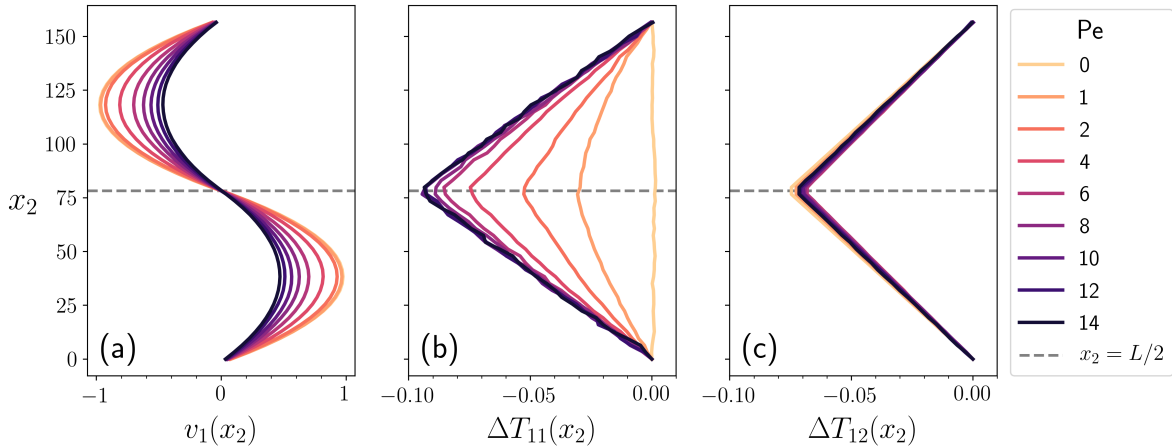 Pe
0
1
2
4
6
8
10
12
14
x₂ = L/2
x₂
150
125
100
75
50
25
0
(a)
−1 0 1
v₁(x₂)
(b)
−0.10 −0.05 0.00
ΔT₁₁(x₂)
(c)
−0.10 −0.05 0.00
ΔT₁₂(x₂)